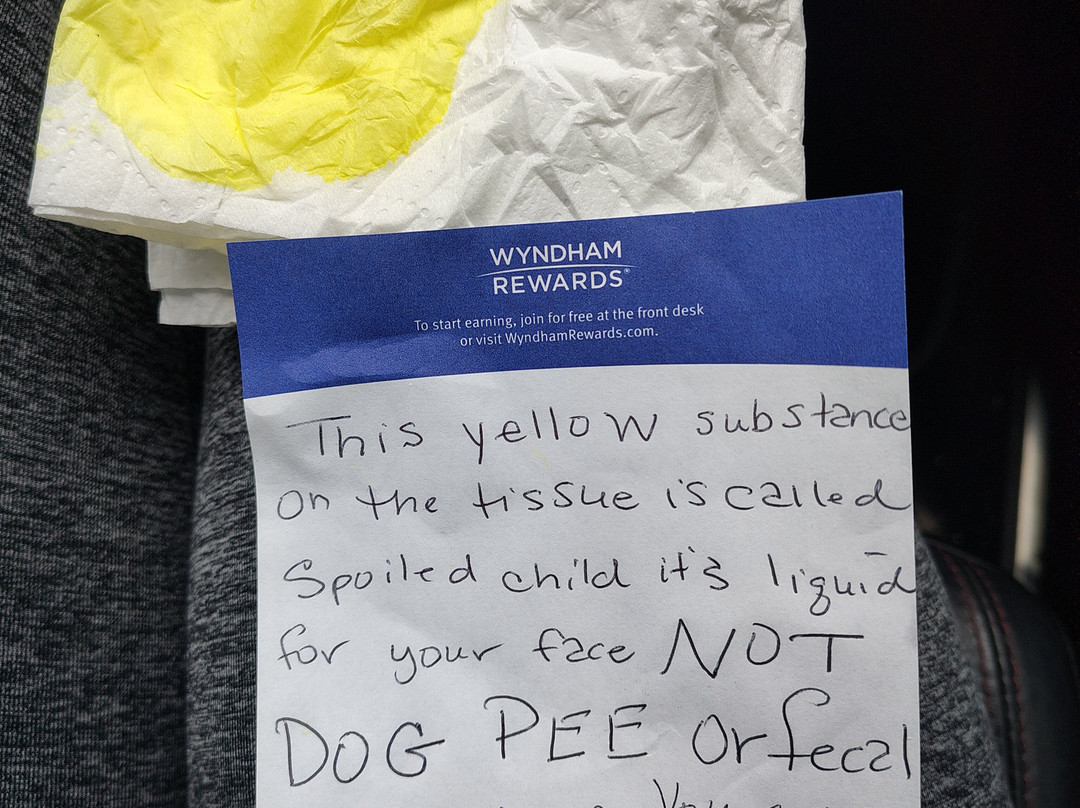 WYNDHAM
REWARDS®
To start earning, join for free at the front desk
or visit WyndhamRewards.com.
This yellow substance
on the tissue is called
Spoiled child it's liquid
for your face NOT
DOG PEE Or fecal